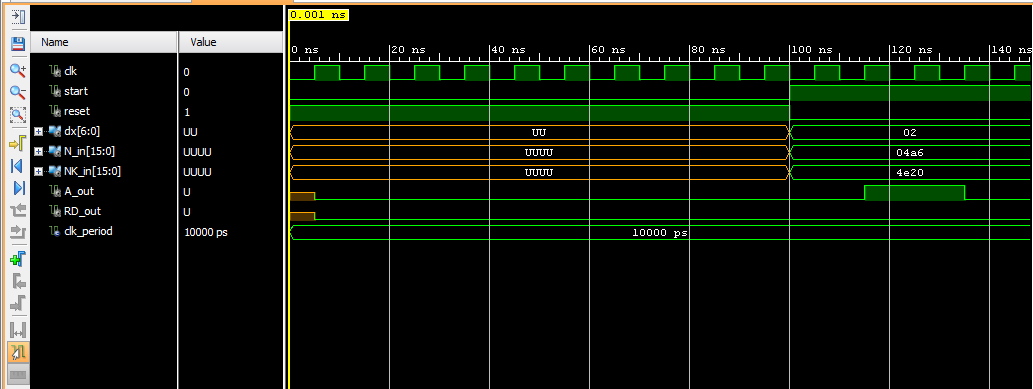 0.001 ns
Name Value
0 ns 20 ns 40 ns 60 ns 80 ns 100 ns 120 ns 140 ns
clk 0
start 0
reset 1
dx[6:0] UU UU 02
N_in[15:0] UUUU UUUU 04a6
NK_in[15:0] UUUU UUUU 4e20
A_out U
RD_out U
clk_period 10000 ps 10000 ps